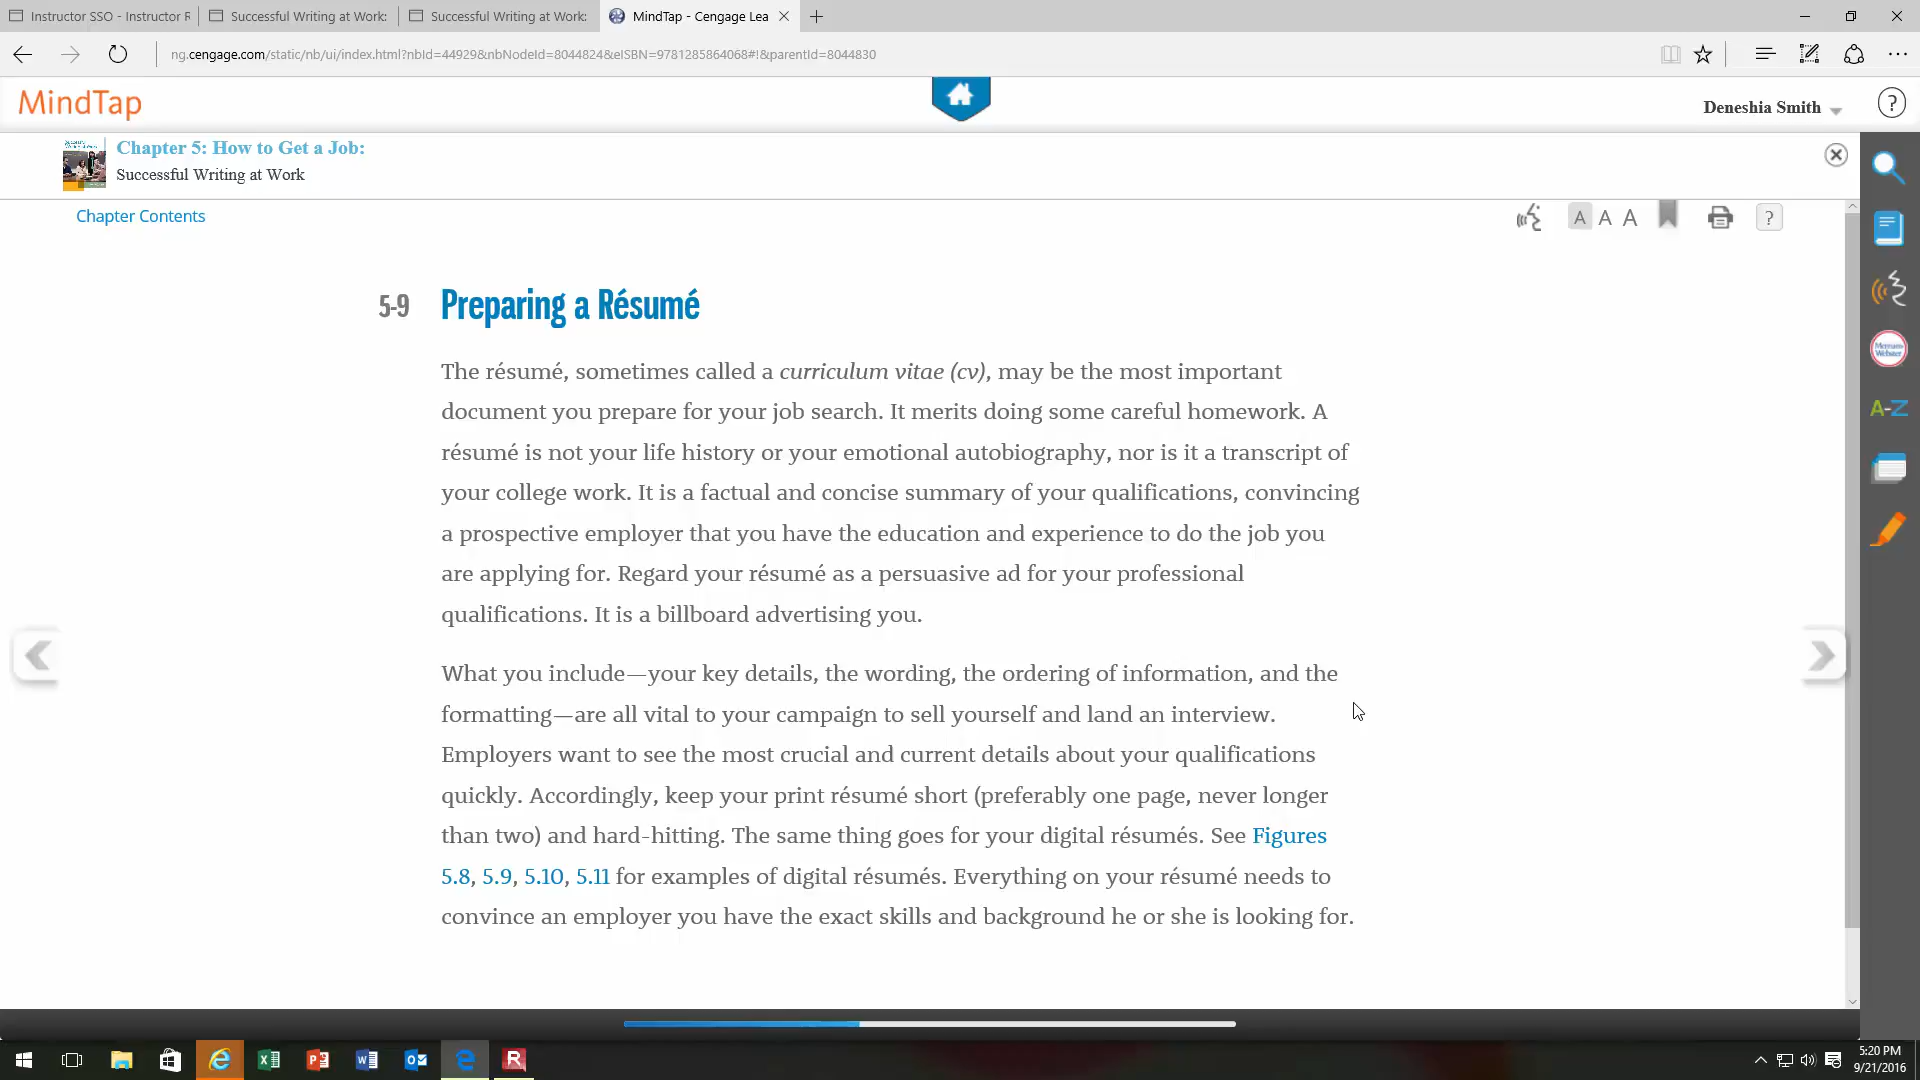 Instructor SSO - Instructor R
Successful Writing at Work:
Successful Writing at Work:
MindTap - Cengage Lea
ng.cengage.com/static/nb/ui/index.html?nbId=44929&nbNodeId=8044824&eISBN=9781285864068#!&parentId=8044830
MindTap
Deneshia Smith
?
Chapter 5: How to Get a Job:
Successful Writing at Work
Chapter Contents
A A A
?
Merriam-
Webster
A-Z
5-9 Preparing a Résumé
The résumé, sometimes called a curriculum vitae (cv), may be the most important
document you prepare for your job search. It merits doing some careful homework. A
résumé is not your life history or your emotional autobiography, nor is it a transcript of
your college work. It is a factual and concise summary of your qualifications, convincing
a prospective employer that you have the education and experience to do the job you
are applying for. Regard your résumé as a persuasive ad for your professional
qualifications. It is a billboard advertising you.
What you include—your key details, the wording, the ordering of information, and the
formatting—are all vital to your campaign to sell yourself and land an interview.
Employers want to see the most crucial and current details about your qualifications
quickly. Accordingly, keep your print résumé short (preferably one page, never longer
than two) and hard-hitting. The same thing goes for your digital résumés. See Figures
5.8, 5.9, 5.10, 5.11 for examples of digital résumés. Everything on your résumé needs to
convince an employer you have the exact skills and background he or she is looking for.
5:20 PM
9/21/2016